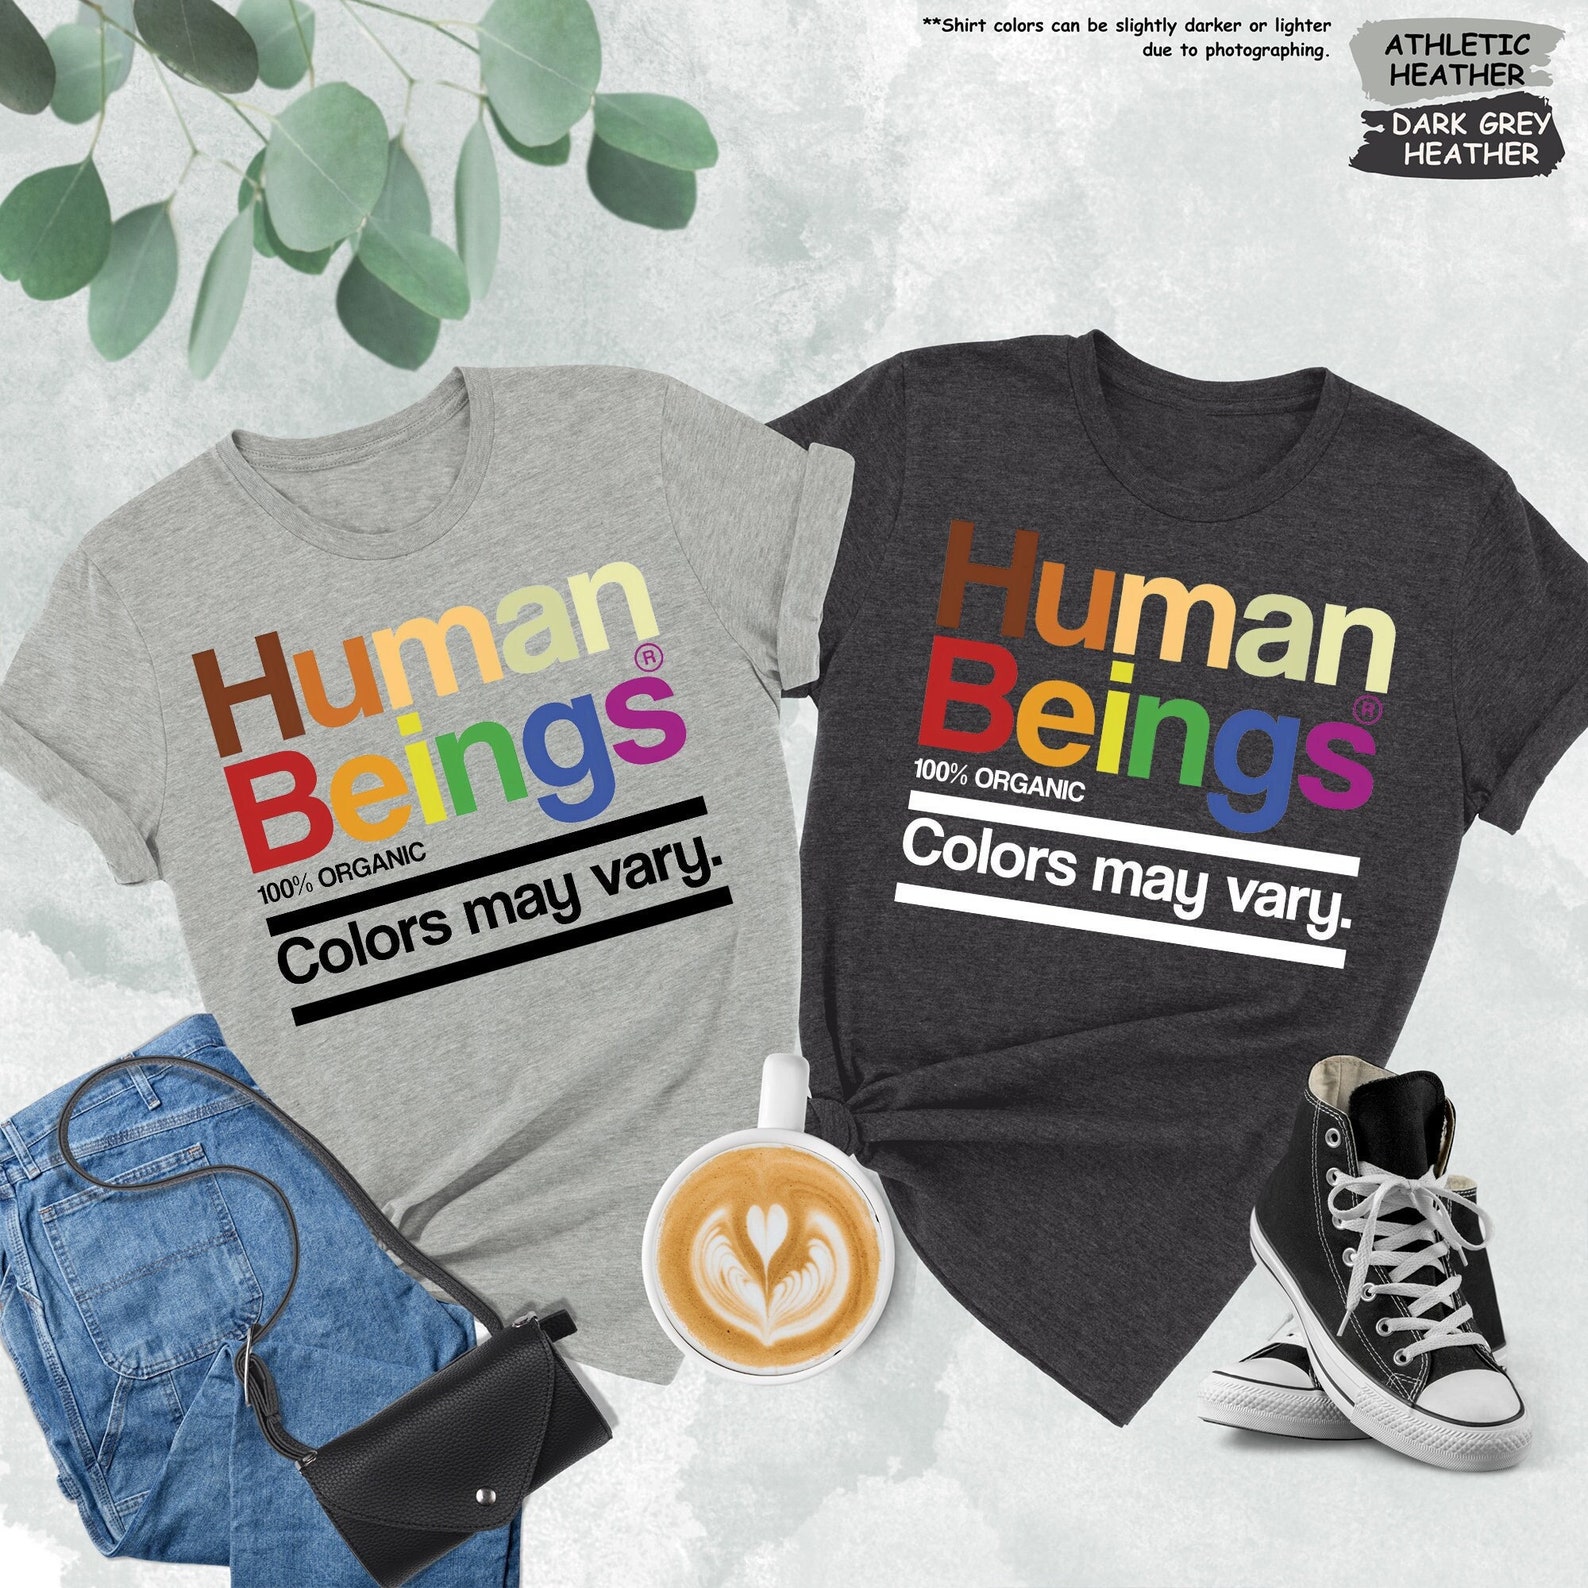 **Shirt colors can be slightly darker or lighter
due to photographing.
ATHLETIC
HEATHER
DARK GREY
HEATHER
Human
Beings®
100% ORGANIC
Colors may vary.
Human
Beings®
100% ORGANIC
Colors may vary.